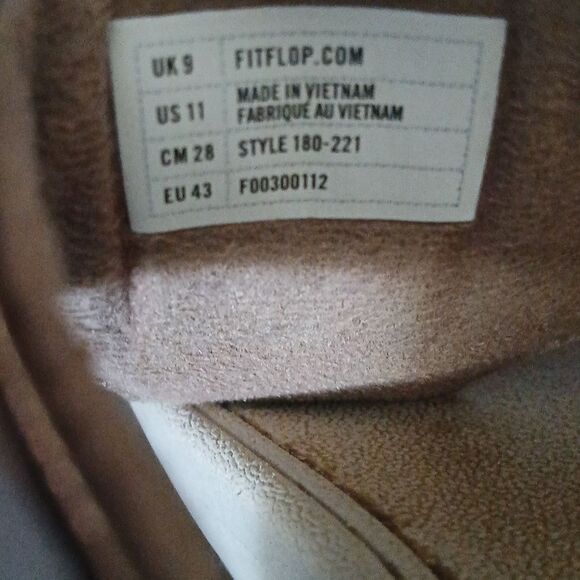 UK 9 FITFLOP.COM
US 11 MADE IN VIETNAM
FABRIQUÉ AU VIETNAM
CM 28 STYLE 180-221
EU 43 F00300112